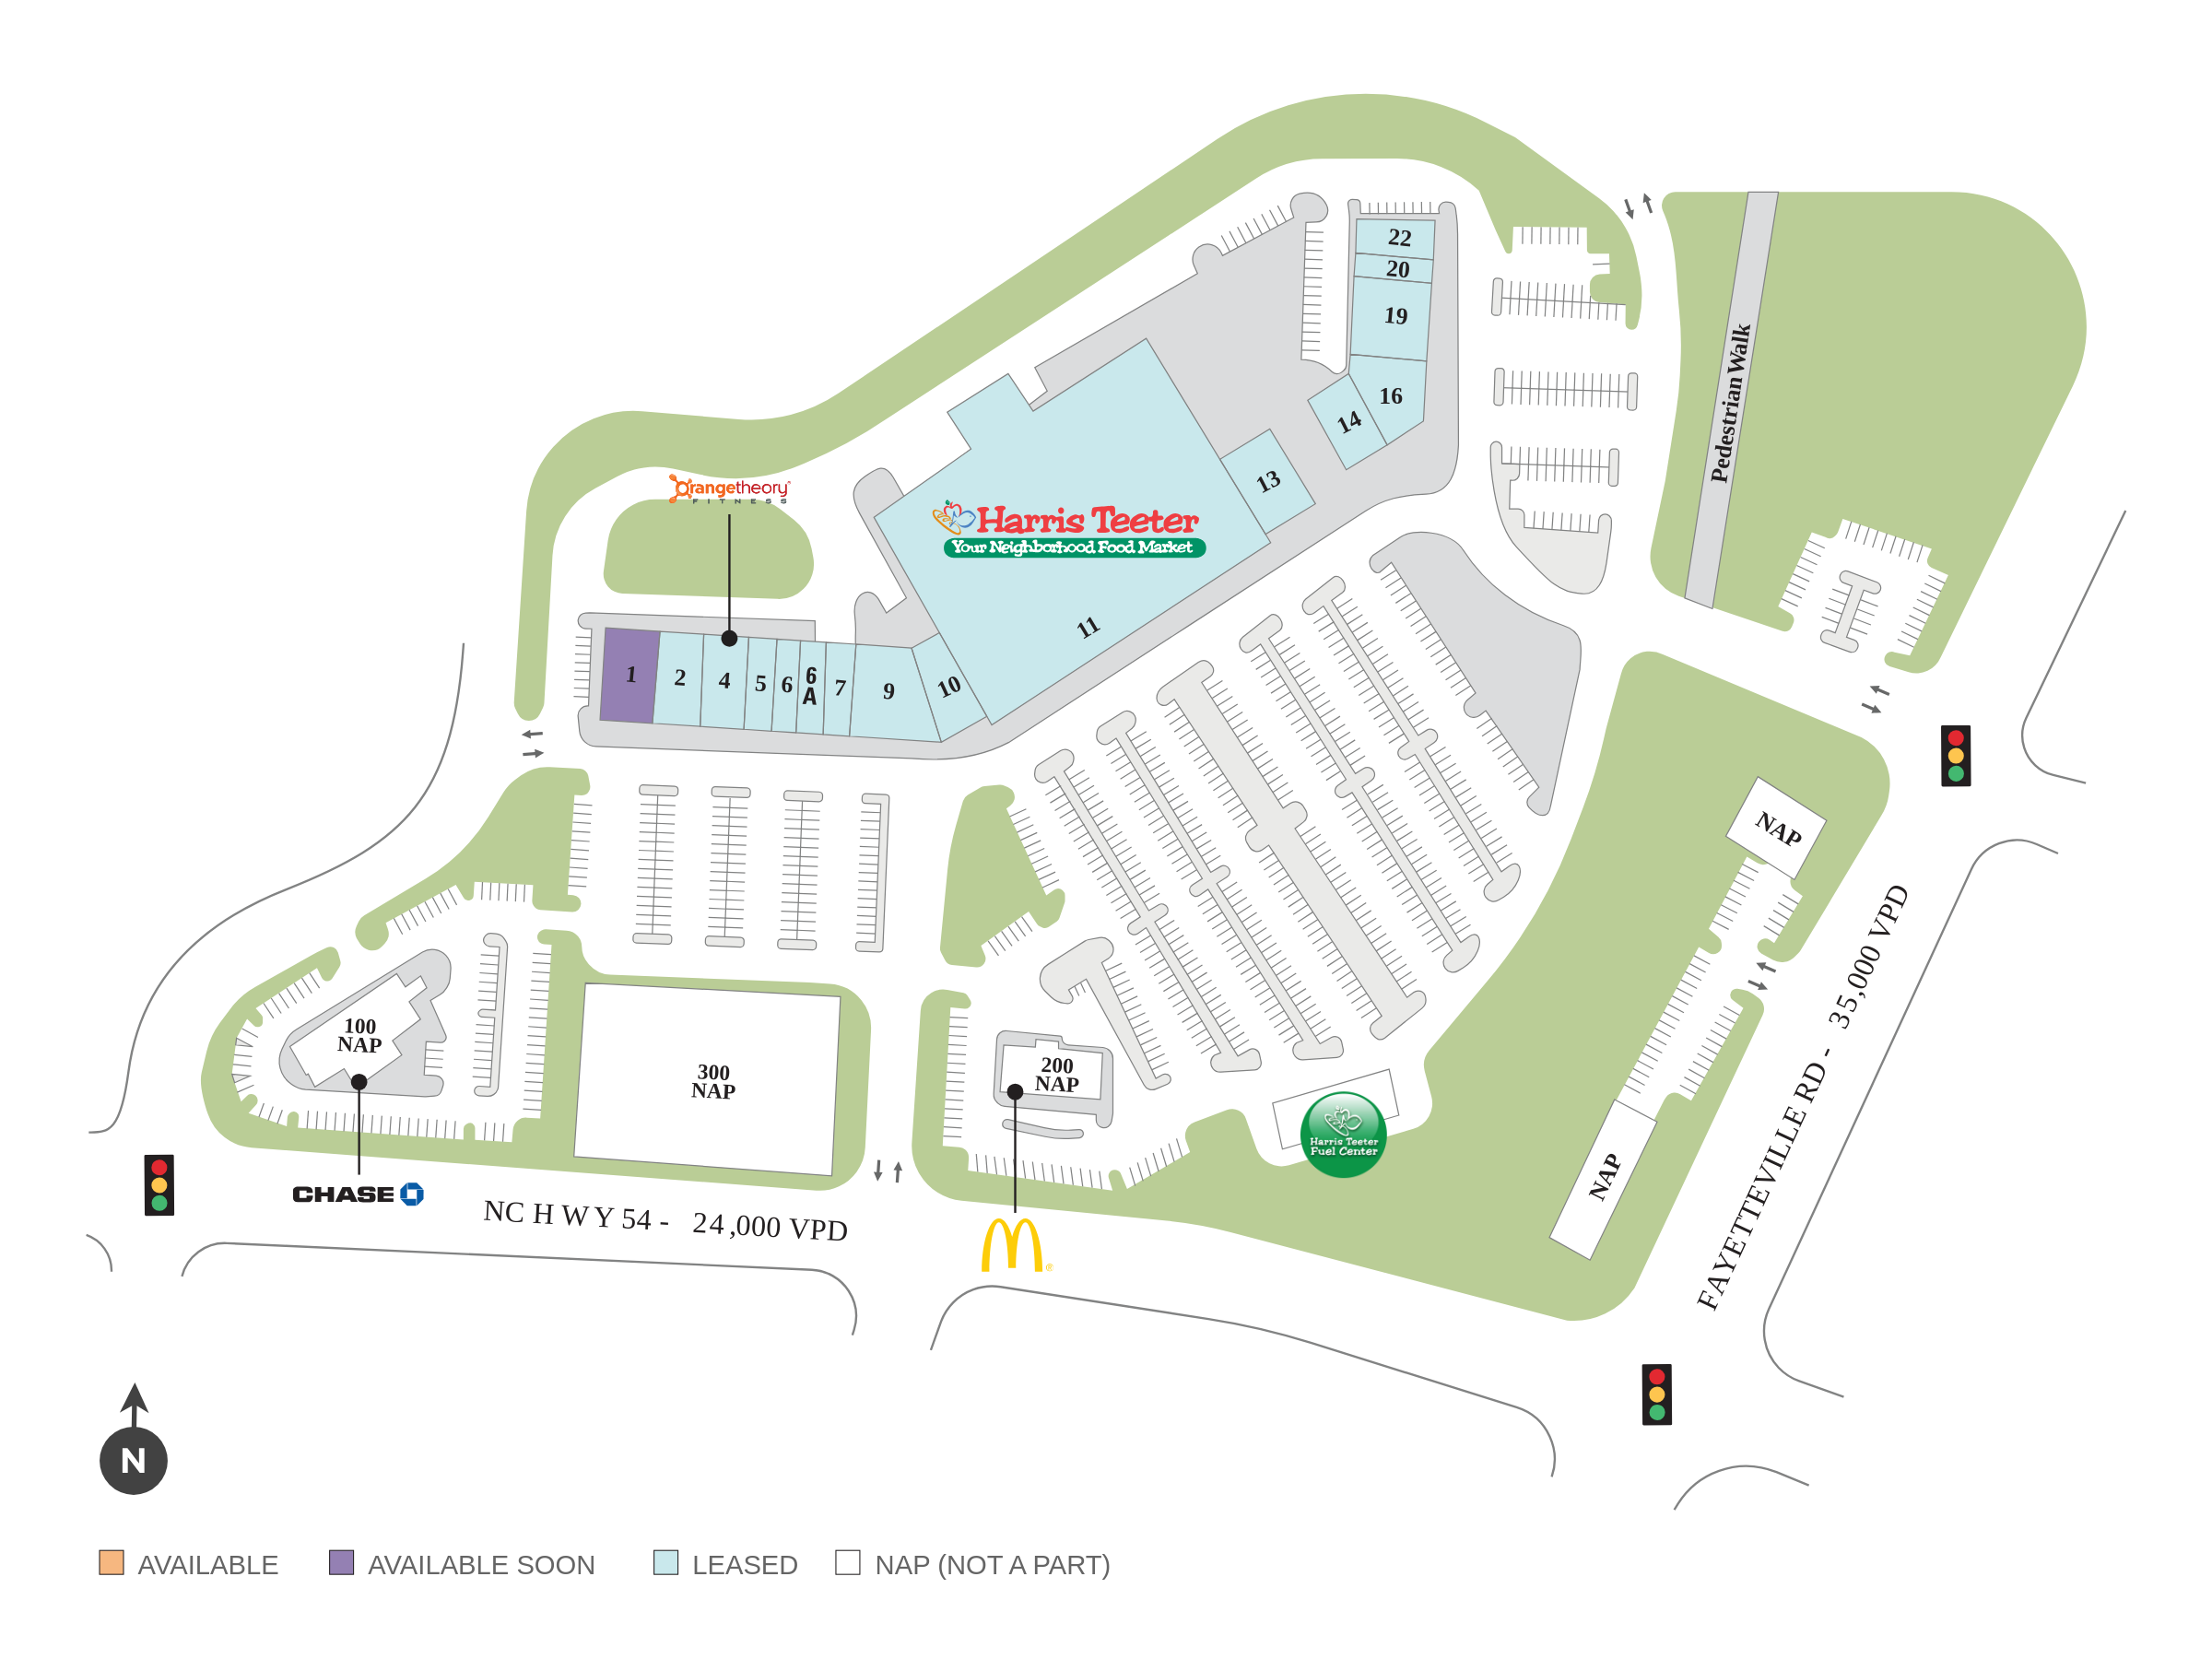 22
20
19
16
14
13
Pedestrian Walk
Orangetheory
FITNESS
Harris Teeter
Your Neighborhood Food Market
11
1
2
4
5
6
6
A
7
9
10
NAP
100
NAP
300
NAP
200
NAP
Harris Teeter
Fuel Center
NAP
CHASE
NC HWY 54 - 24,000 VPD
FAYETTEVILLE RD - 35,000 VPD
®
N
AVAILABLE
AVAILABLE SOON
LEASED
NAP (NOT A PART)